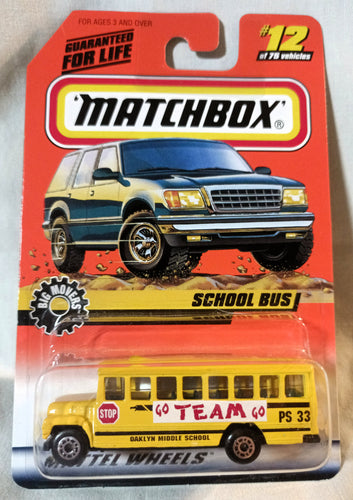 FOR AGES 3 AND OVER
GUARANTEED
FOR LIFE
#12
of 75 vehicles
MATCHBOX®
BIG MOVERS
SCHOOL BUS
STOP
GO TEAM GO
PS 33
OAKLYN MIDDLE SCHOOL
MATTEL WHEELS